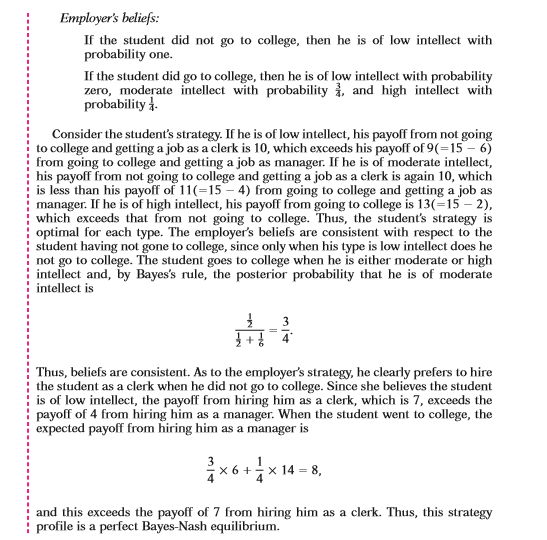 Employer's beliefs:
If the student did not go to college, then he is of low intellect with
probability one.
If the student did go to college, then he is of low intellect with probability
zero, moderate intellect with probability 3/4, and high intellect with
probability 1/4.
Consider the student's strategy. If he is of low intellect, his payoff from not going
to college and getting a job as a clerk is 10, which exceeds his payoff of 9(=15 − 6)
from going to college and getting a job as manager. If he is of moderate intellect,
his payoff from not going to college and getting a job as a clerk is again 10, which
is less than his payoff of 11(=15 − 4) from going to college and getting a job as
manager. If he is of high intellect, his payoff from going to college is 13(=15 − 2),
which exceeds that from not going to college. Thus, the student's strategy is
optimal for each type. The employer's beliefs are consistent with respect to the
student having not gone to college, since only when his type is low intellect does he
not go to college. The student goes to college when he is either moderate or high
intellect and, by Bayes's rule, the posterior probability that he is of moderate
intellect is
(1/2)/(1/2 + 1/6) = 3/4.
Thus, beliefs are consistent. As to the employer's strategy, he clearly prefers to hire
the student as a clerk when he did not go to college. Since she believes the student
is of low intellect, the payoff from hiring him as a clerk, which is 7, exceeds the
payoff of 4 from hiring him as a manager. When the student went to college, the
expected payoff from hiring him as a manager is
3/4 × 6 + 1/4 × 14 = 8,
and this exceeds the payoff of 7 from hiring him as a clerk. Thus, this strategy
profile is a perfect Bayes-Nash equilibrium.